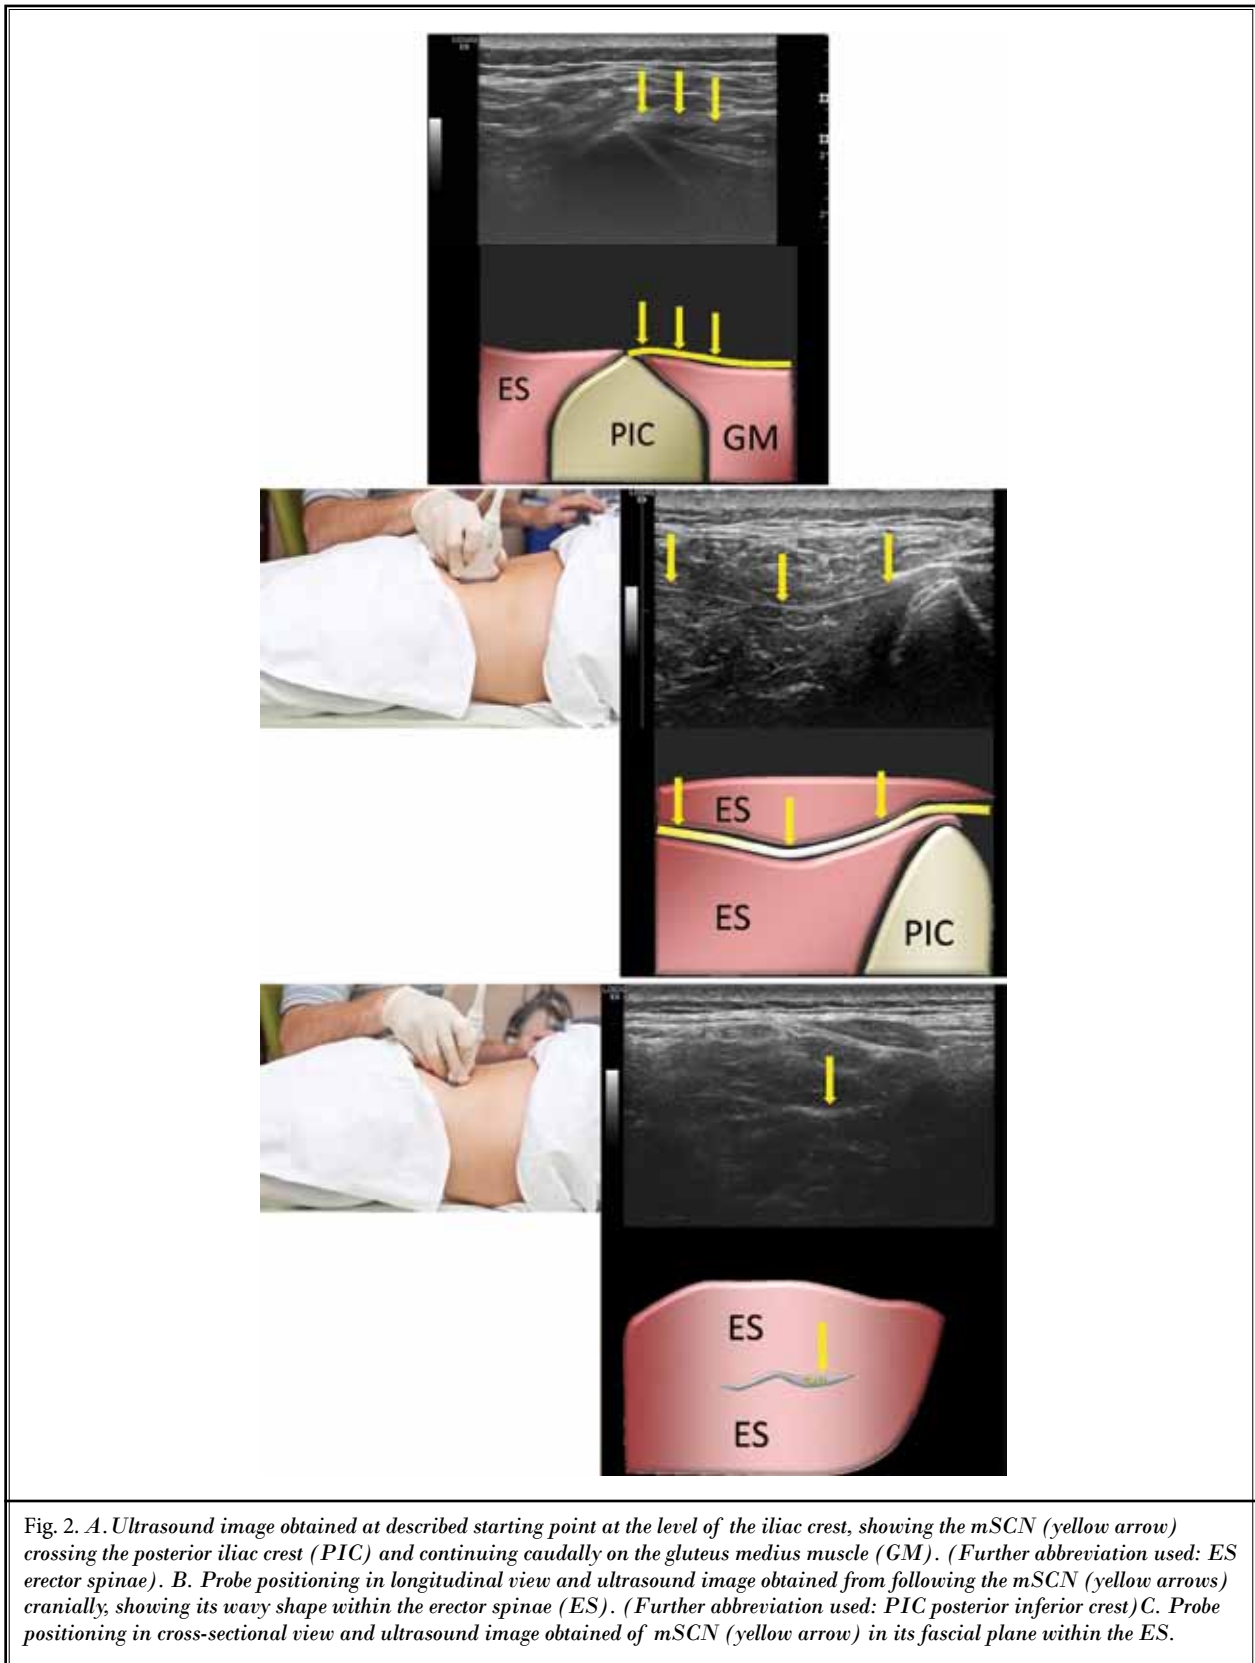 ES
PIC
GM
ES
ES
PIC
ES
ES
Fig. 2. A. Ultrasound image obtained at described starting point at the level of the iliac crest, showing the mSCN (yellow arrow)
crossing the posterior iliac crest (PIC) and continuing caudally on the gluteus medius muscle (GM). (Further abbreviation used: ES
erector spinae). B. Probe positioning in longitudinal view and ultrasound image obtained from following the mSCN (yellow arrows)
cranially, showing its wavy shape within the erector spinae (ES). (Further abbreviation used: PIC posterior inferior crest)C. Probe
positioning in cross-sectional view and ultrasound image obtained of mSCN (yellow arrow) in its fascial plane within the ES.